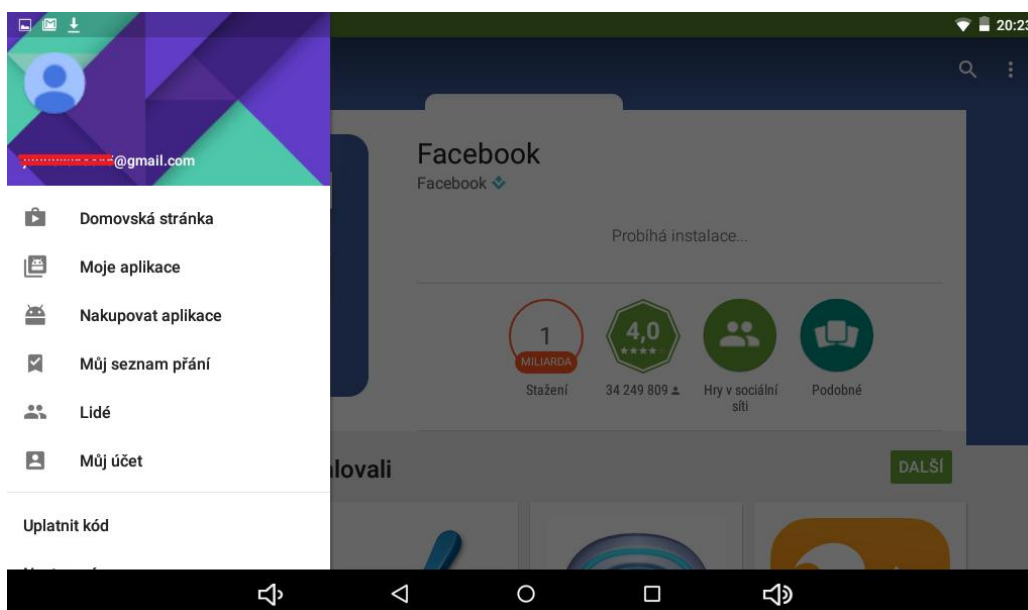 20:23
@gmail.com
Domovská stránka
Moje aplikace
Nakupovat aplikace
Můj seznam přání
Lidé
Můj účet
Uplatnit kód
Facebook
Facebook
Probíhá instalace...
1
MILIARDA
Stažení
4,0
34 249 809
Hry v sociální
síti
Podobné
alovali
DALŠÍ